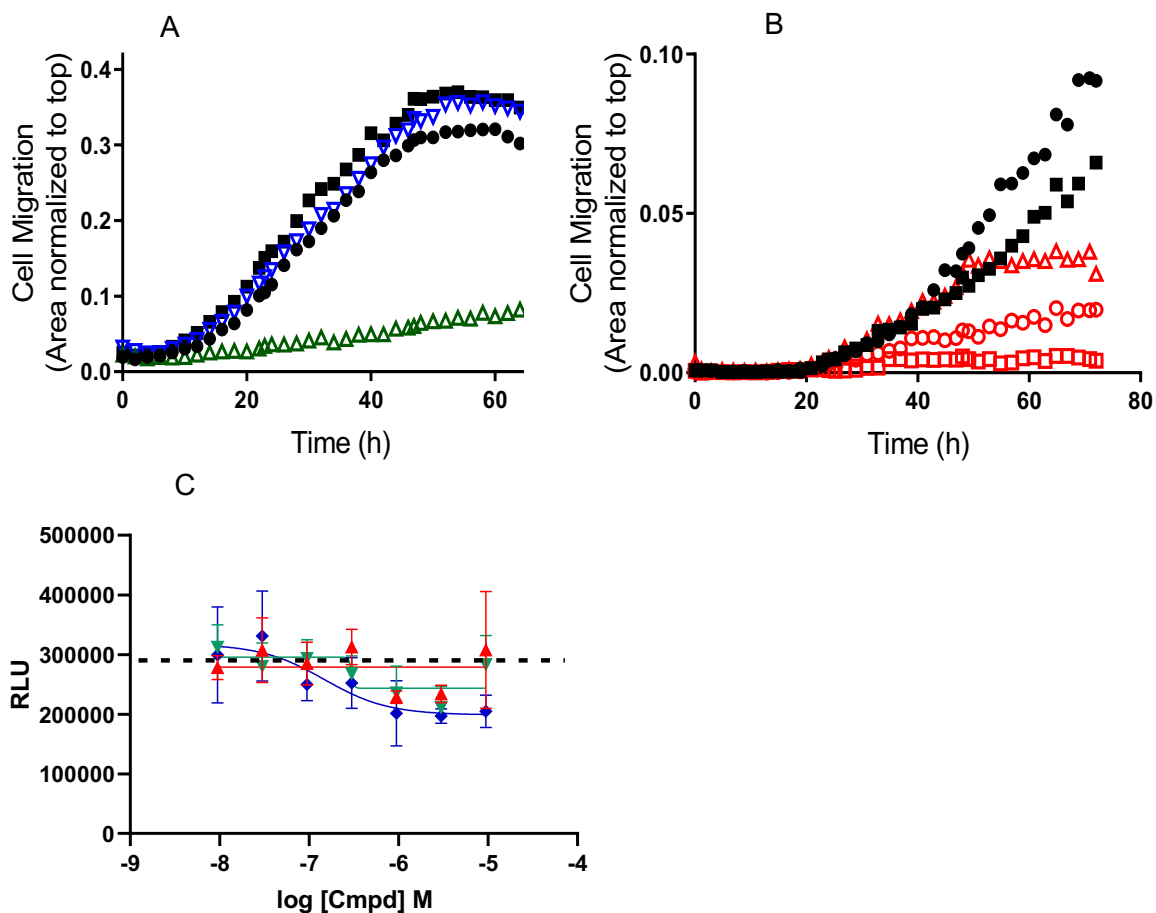 A
Cell Migration
(Area normalized to top)
0.4
0.3
0.2
0.1
0.0
0 20 40 60
Time (h)
B
Cell Migration
(Area normalized to top)
0.10
0.05
0.00
0 20 40 60 80
Time (h)
C
RLU
500000
400000
300000
200000
100000
0
-9 -8 -7 -6 -5 -4
log [Cmpd] M